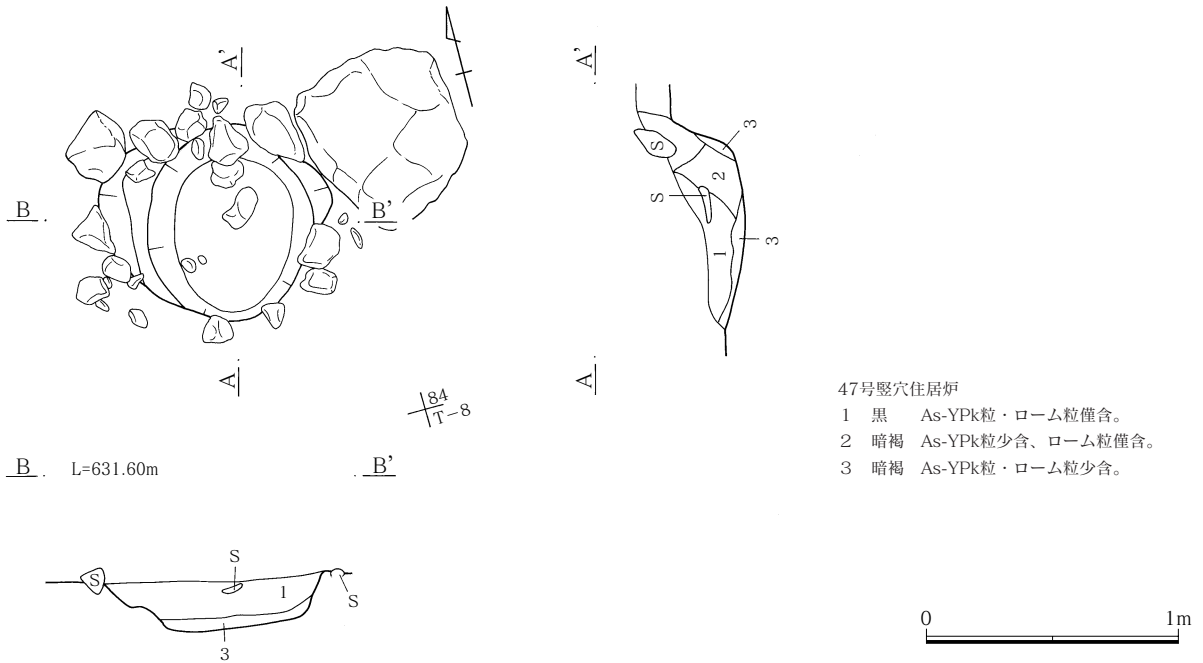 A'
A'
S
3
2
S
B
B'
1
3
A
A
84
T-8
47号竪穴住居炉
1 黒 As-YPk粒・ローム粒僅含。
2 暗褐 As-YPk粒少含、ローム粒僅含。
3 暗褐 As-YPk粒・ローム粒少含。
B L=631.60m B'
S
S
1
S
3
0 1m